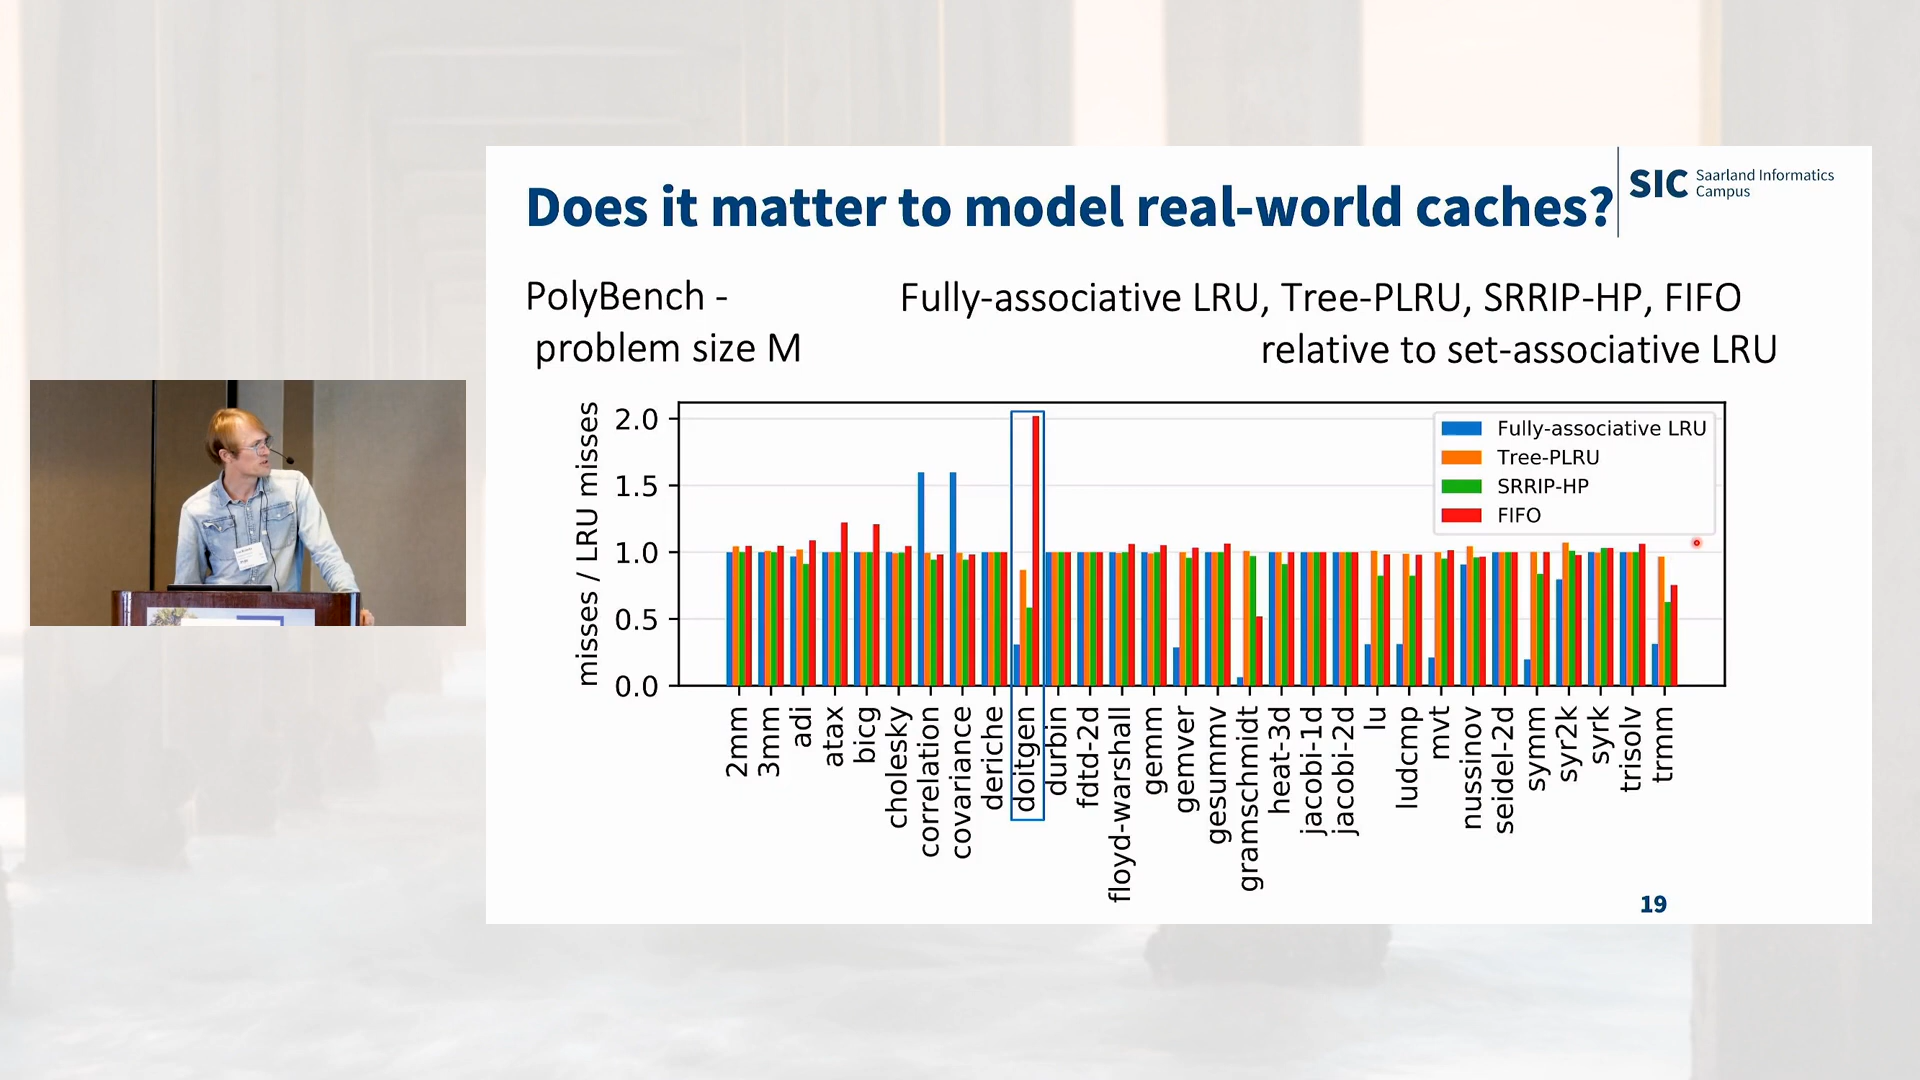 Does it matter to model real-world caches?
SIC Saarland Informatics
Campus
PolyBench -
problem size M
Fully-associative LRU, Tree-PLRU, SRRIP-HP, FIFO
relative to set-associative LRU
misses / LRU misses
2.0
1.5
1.0
0.5
0.0
Fully-associative LRU
Tree-PLRU
SRRIP-HP
FIFO
2mm
3mm
adi
atax
bicg
cholesky
correlation
covariance
deriche
doitgen
durbin
fdtd-2d
floyd-warshall
gemm
gemver
gesummv
gramschmidt
heat-3d
jacobi-1d
jacobi-2d
lu
ludcmp
mvt
nussinov
seidel-2d
symm
syr2k
syrk
trisolv
trmm
19